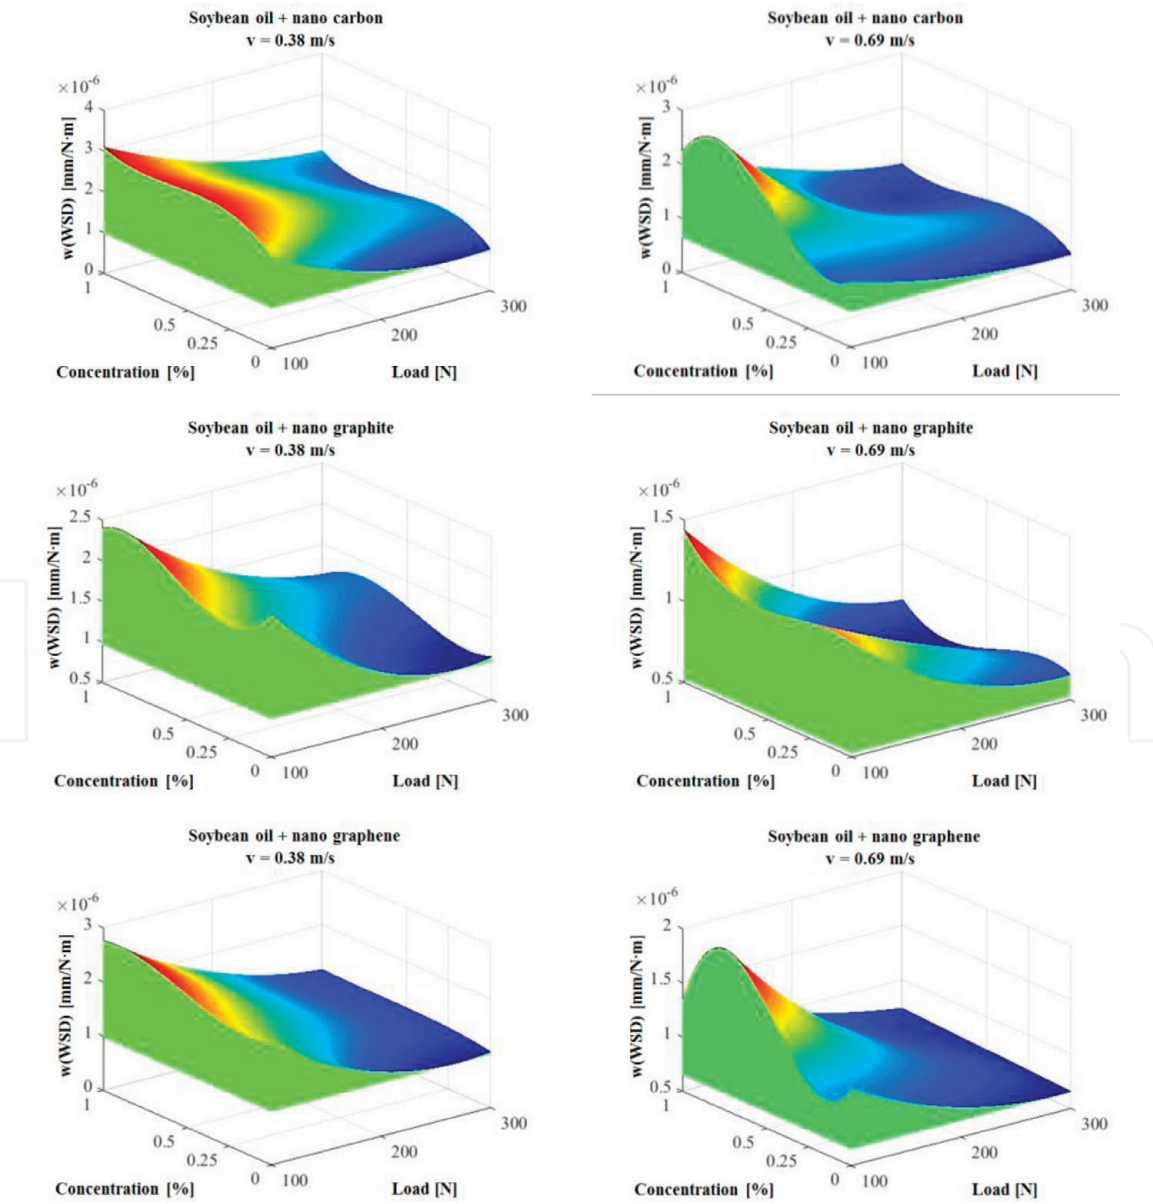 Soybean oil + nano carbon
v = 0.38 m/s
×10-6
4
3
2
1
0
w(WSD) [mm/N·m]
1
0.5
0.25
0
100
200
300
Concentration [%]
Load [N]
Soybean oil + nano carbon
v = 0.69 m/s
×10-6
3
2
1
0
w(WSD) [mm/N·m]
1
0.5
0.25
0
100
200
300
Concentration [%]
Load [N]
Soybean oil + nano graphite
v = 0.38 m/s
×10-6
2.5
2
1.5
1
0.5
w(WSD) [mm/N·m]
1
0.5
0.25
0
100
200
300
Concentration [%]
Load [N]
Soybean oil + nano graphite
v = 0.69 m/s
×10-6
1.5
1
0.5
w(WSD) [mm/N·m]
1
0.5
0.25
0
100
200
300
Concentration [%]
Load [N]
Soybean oil + nano graphene
v = 0.38 m/s
×10-6
3
2
1
0
w(WSD) [mm/N·m]
1
0.5
0.25
0
100
200
300
Concentration [%]
Load [N]
Soybean oil + nano graphene
v = 0.69 m/s
×10-6
2
1.5
1
0.5
w(WSD) [mm/N·m]
1
0.5
0.25
0
100
200
300
Concentration [%]
Load [N]